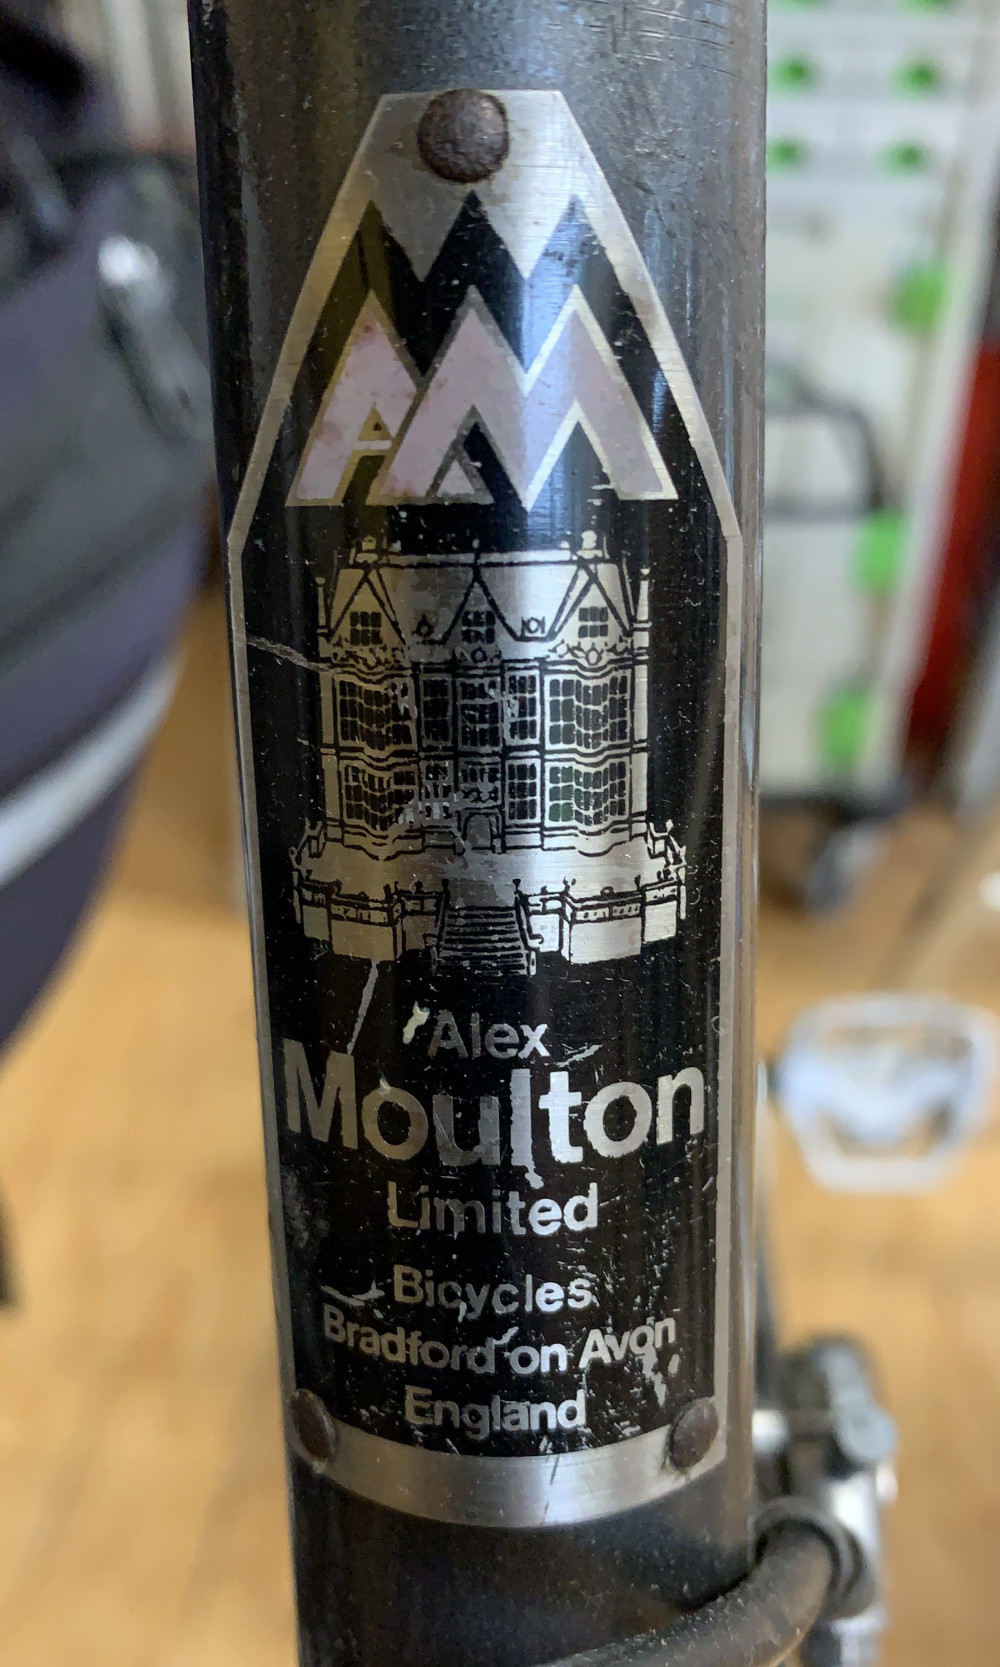 Alex
Moulton
Limited
Bicycles
Bradford on Avon
England